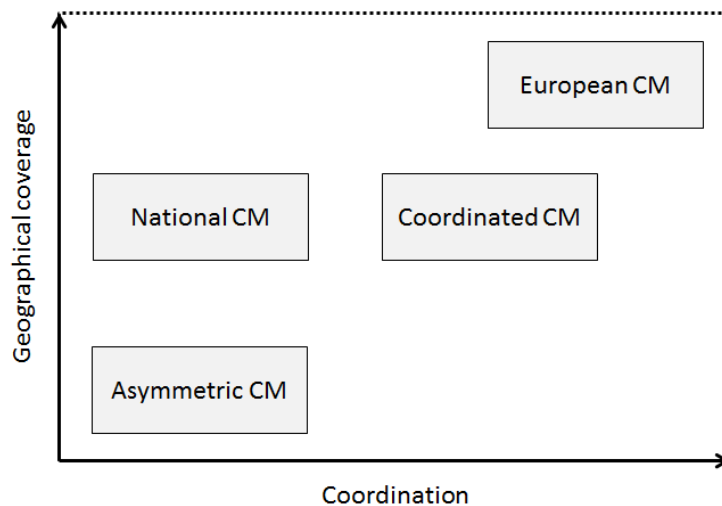 European CM
Geographical coverage
National CM
Coordinated CM
Asymmetric CM
Coordination